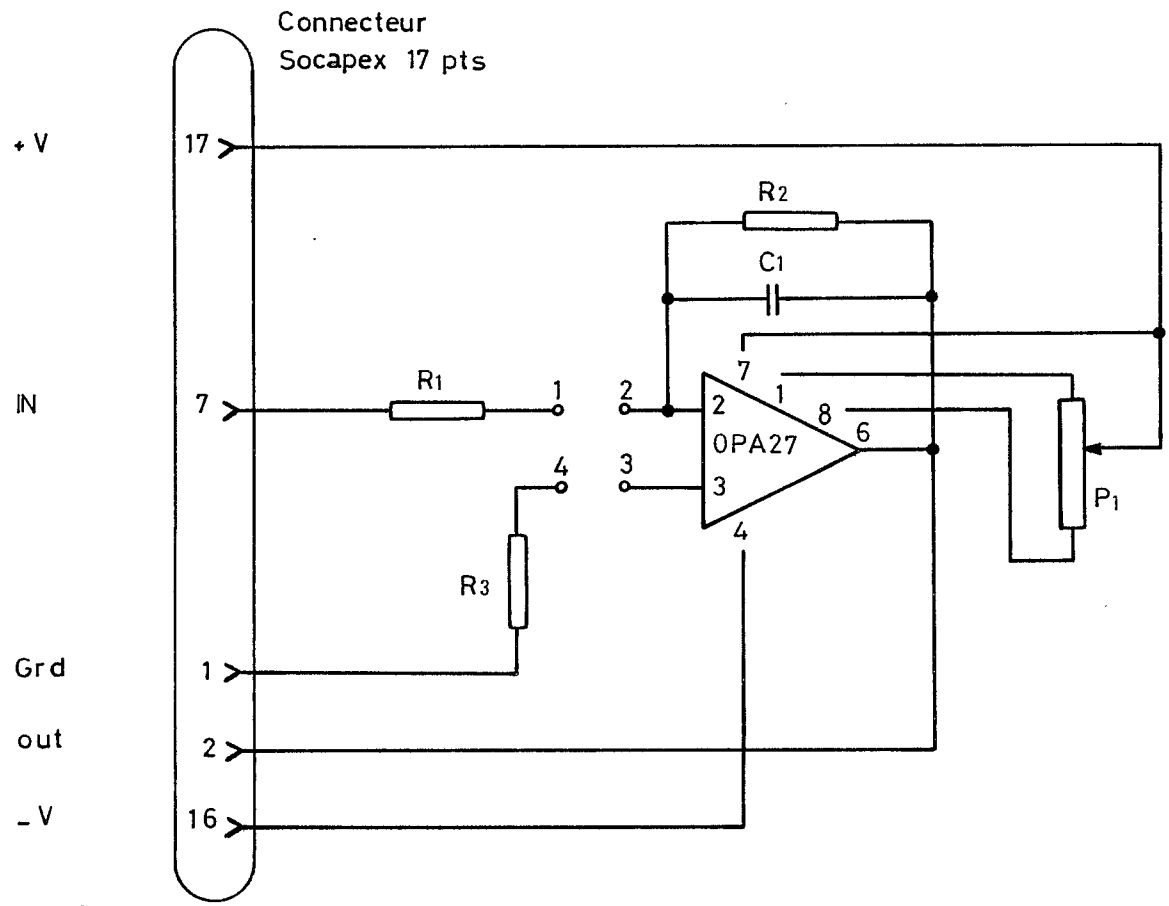 Connecteur
Socapex 17 pts
+V 17
R2
C1
7
1
IN 7 R1 1 2 2 8
OPA27 6
4 3 3
P1
4
R3
Grd 1
out 2
-V 16